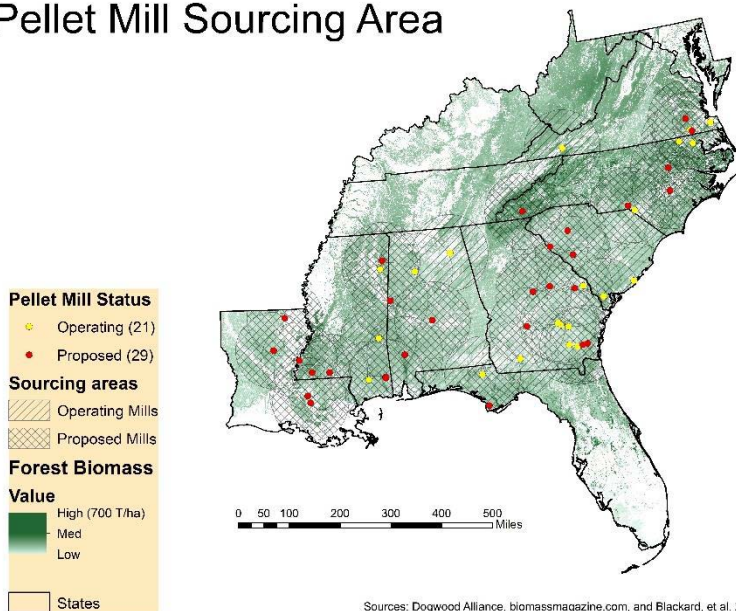 Pellet Mill Sourcing Area
Pellet Mill Status
Operating (21)
Proposed (29)
Sourcing areas
Operating Mills
Proposed Mills
Forest Biomass
Value
High (700 T/ha)
Med
Low
States
0 50 100 200 300 400 500
Miles
Sources: Dogwood Alliance, biomassmagazine.com, and Blackard, et al.